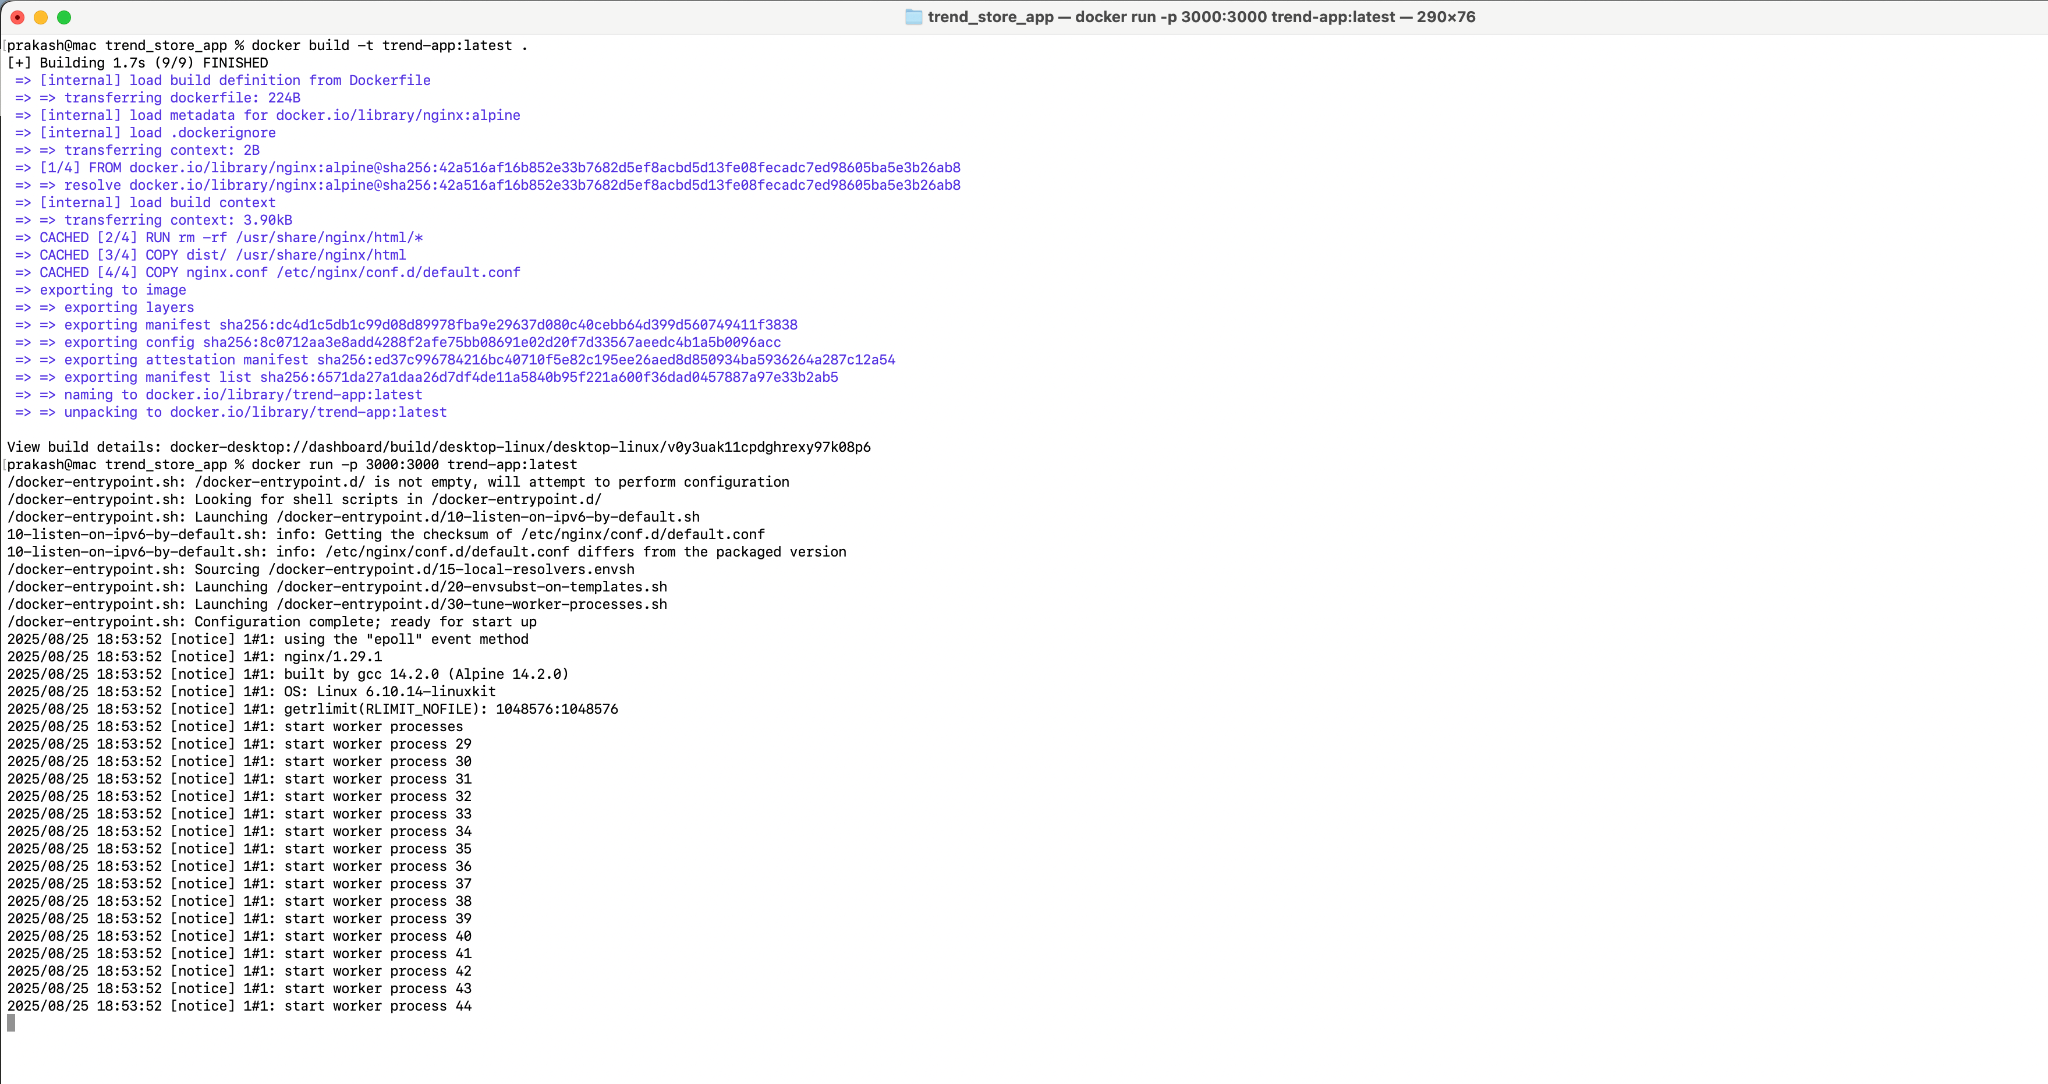 trend_store_app — docker run -p 3000:3000 trend-app:latest — 290×76
prakash@mac trend_store_app % docker build -t trend-app:latest .
[+] Building 1.7s (9/9) FINISHED
=> [internal] load build definition from Dockerfile
=> => transferring dockerfile: 224B
=> [internal] load metadata for docker.io/library/nginx:alpine
=> [internal] load .dockerignore
=> => transferring context: 2B
=> [1/4] FROM docker.io/library/nginx:alpine@sha256:42a516af16b852e33b7682d5ef8acbd5d13fe08fecadc7ed98605ba5e3b26ab8
=> => resolve docker.io/library/nginx:alpine@sha256:42a516af16b852e33b7682d5ef8acbd5d13fe08fecadc7ed98605ba5e3b26ab8
=> [internal] load build context
=> => transferring context: 3.90kB
=> CACHED [2/4] RUN rm -rf /usr/share/nginx/html/*
=> CACHED [3/4] COPY dist/ /usr/share/nginx/html
=> CACHED [4/4] COPY nginx.conf /etc/nginx/conf.d/default.conf
=> exporting to image
=> => exporting layers
=> => exporting manifest sha256:dc4d1c5db1c99d08d89978fba9e29637d080c40cebb64d399d560749411f3838
=> => exporting config sha256:8c0712aa3e8add4288f2afe75bb08691e02d20f7d33567aeedc4b1a5b0096acc
=> => exporting attestation manifest sha256:ed37c996784216bc40710f5e82c195ee26aed8d850934ba5936264a287c12a54
=> => exporting manifest list sha256:6571da27a1daa26d7df4de11a5840b95f221a600f36dad0457887a97e33b2ab5
=> => naming to docker.io/library/trend-app:latest
=> => unpacking to docker.io/library/trend-app:latest
View build details: docker-desktop://dashboard/build/desktop-linux/desktop-linux/v0y3uak11cpdghrexy97k08p6
prakash@mac trend_store_app % docker run -p 3000:3000 trend-app:latest
/docker-entrypoint.sh: /docker-entrypoint.d/ is not empty, will attempt to perform configuration
/docker-entrypoint.sh: Looking for shell scripts in /docker-entrypoint.d/
/docker-entrypoint.sh: Launching /docker-entrypoint.d/10-listen-on-ipv6-by-default.sh
10-listen-on-ipv6-by-default.sh: info: Getting the checksum of /etc/nginx/conf.d/default.conf
10-listen-on-ipv6-by-default.sh: info: /etc/nginx/conf.d/default.conf differs from the packaged version
/docker-entrypoint.sh: Sourcing /docker-entrypoint.d/15-local-resolvers.envsh
/docker-entrypoint.sh: Launching /docker-entrypoint.d/20-envsubst-on-templates.sh
/docker-entrypoint.sh: Launching /docker-entrypoint.d/30-tune-worker-processes.sh
/docker-entrypoint.sh: Configuration complete; ready for start up
2025/08/25 18:53:52 [notice] 1#1: using the "epoll" event method
2025/08/25 18:53:52 [notice] 1#1: nginx/1.29.1
2025/08/25 18:53:52 [notice] 1#1: built by gcc 14.2.0 (Alpine 14.2.0)
2025/08/25 18:53:52 [notice] 1#1: OS: Linux 6.10.14-linuxkit
2025/08/25 18:53:52 [notice] 1#1: getrlimit(RLIMIT_NOFILE): 1048576:1048576
2025/08/25 18:53:52 [notice] 1#1: start worker processes
2025/08/25 18:53:52 [notice] 1#1: start worker process 29
2025/08/25 18:53:52 [notice] 1#1: start worker process 30
2025/08/25 18:53:52 [notice] 1#1: start worker process 31
2025/08/25 18:53:52 [notice] 1#1: start worker process 32
2025/08/25 18:53:52 [notice] 1#1: start worker process 33
2025/08/25 18:53:52 [notice] 1#1: start worker process 34
2025/08/25 18:53:52 [notice] 1#1: start worker process 35
2025/08/25 18:53:52 [notice] 1#1: start worker process 36
2025/08/25 18:53:52 [notice] 1#1: start worker process 37
2025/08/25 18:53:52 [notice] 1#1: start worker process 38
2025/08/25 18:53:52 [notice] 1#1: start worker process 39
2025/08/25 18:53:52 [notice] 1#1: start worker process 40
2025/08/25 18:53:52 [notice] 1#1: start worker process 41
2025/08/25 18:53:52 [notice] 1#1: start worker process 42
2025/08/25 18:53:52 [notice] 1#1: start worker process 43
2025/08/25 18:53:52 [notice] 1#1: start worker process 44